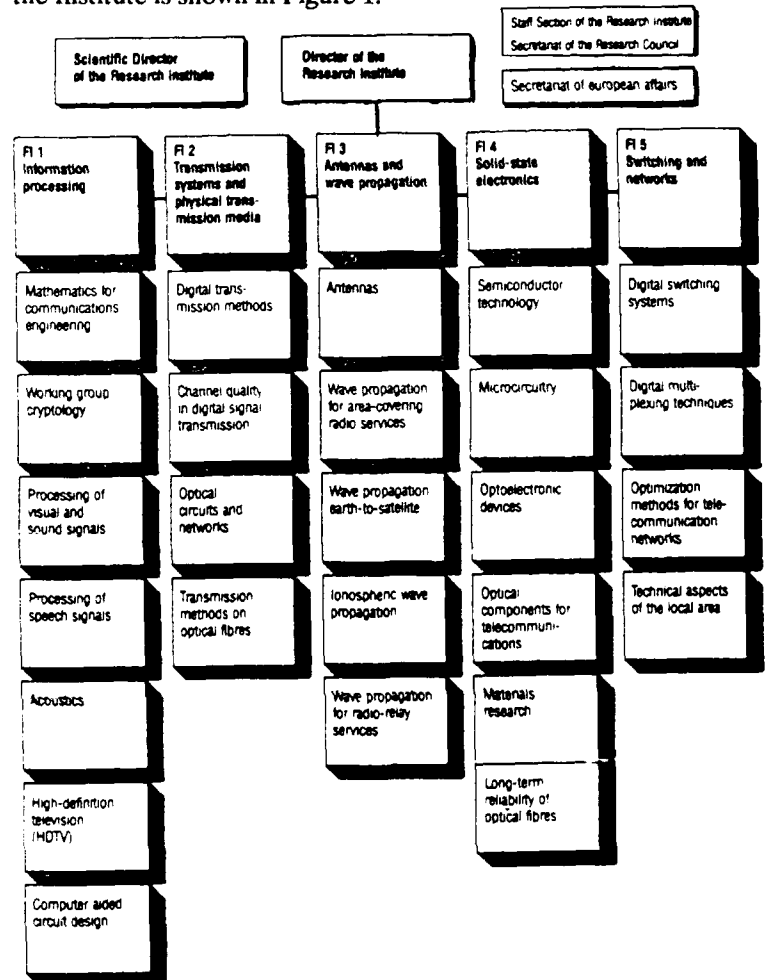 the Institute is shown in Figure 1.
Staff Section of the Research Institute
Secretariat of the Research Council
Scientific Director
of the Research Institute
Director of the
Research Institute
Secretariat of european affairs
FI 1
Information
processing
FI 2
Transmission
systems and
physical trans-
mission media
FI 3
Antennas and
wave propagation
FI 4
Solid-state
electronics
FI 5
Switching and
networks
Mathematics for
communications
engineering
Digital trans-
mission methods
Antennas
Semiconductor
technology
Digital switching
systems
Working group
cryptology
Channel quality
in digital signal
transmission
Wave propagation
for area-covering
radio services
Microcircuitry
Digital multi-
plexing techniques
Processing of
visual and
sound signals
Optical
circuits and
networks
Wave propagation
earth-to-satellite
Optoelectronic
devices
Optimization
methods for tele-
communication
networks
Processing of
speech signals
Transmission
methods on
optical fibres
Ionospheric wave
propagation
Optical
components for
telecommuni-
cations
Technical aspects
of the local area
Acoustics
Wave propagation
for radio-relay
services
Materials
research
High-definition
television
(HDTV)
Long-term
reliability of
optical fibres
Computer aided
circuit design